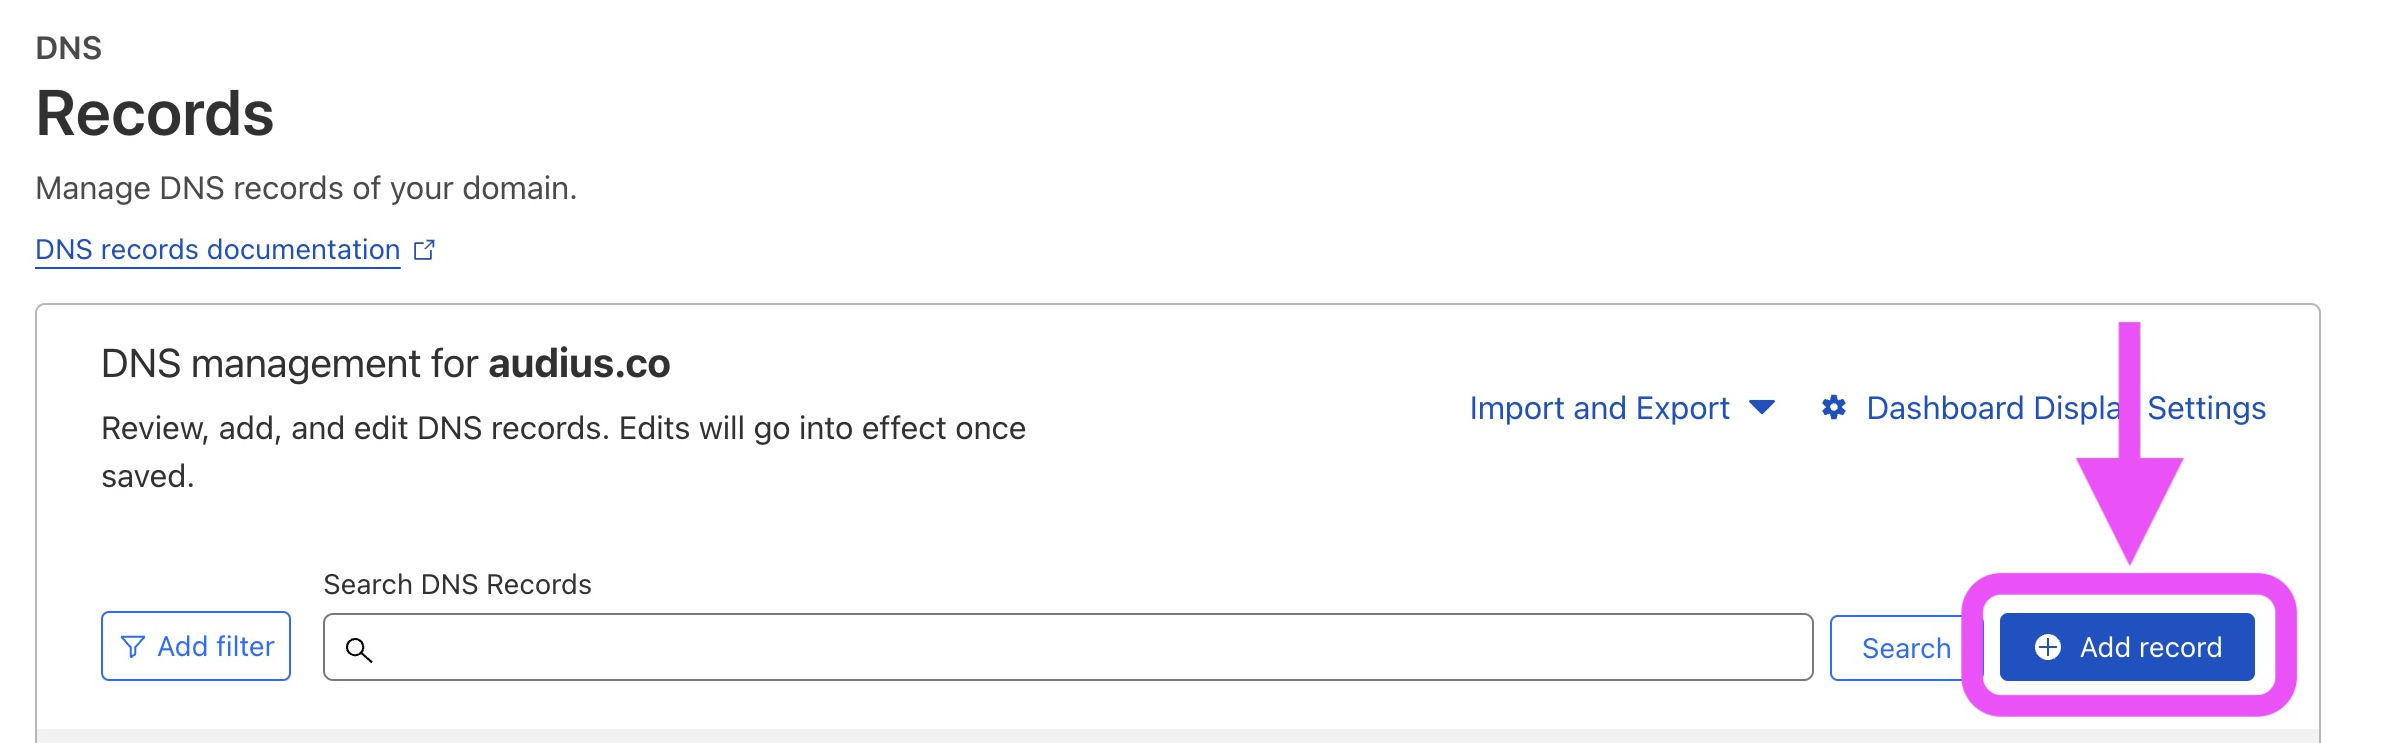 DNS
Records
Manage DNS records of your domain.
DNS records documentation
DNS management for audius.co
Review, add, and edit DNS records. Edits will go into effect once
saved.
Import and Export
Dashboard Displa Settings
Search DNS Records
Add filter
Search
Add record